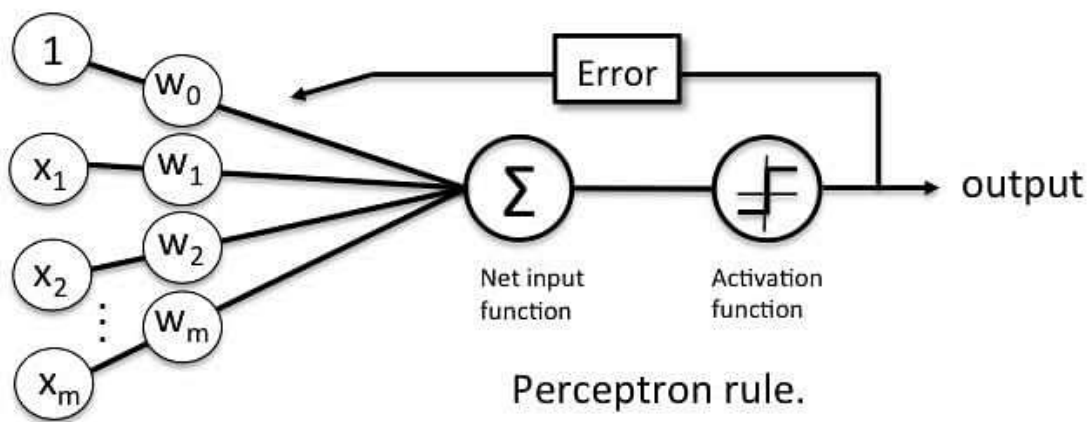 1
w₀
Error
x₁
w₁
Σ
output
x₂
w₂
Net input
function
Activation
function
⋮
wₘ
xₘ
Perceptron rule.